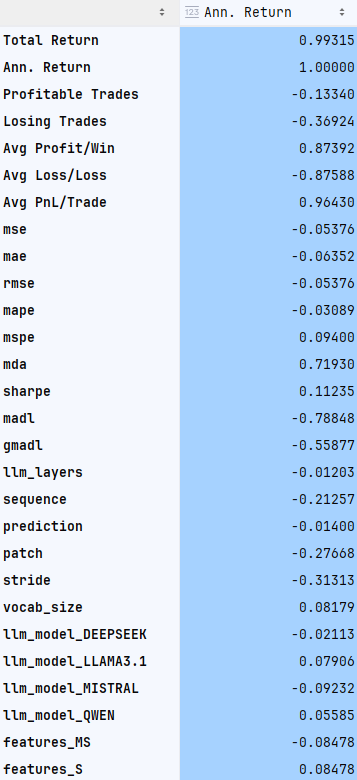 123 Ann. Return
Total Return 0.99315
Ann. Return 1.00000
Profitable Trades -0.13340
Losing Trades -0.36924
Avg Profit/Win 0.87392
Avg Loss/Loss -0.87588
Avg PnL/Trade 0.96430
mse -0.05376
mae -0.06352
rmse -0.05376
mape -0.03089
mspe 0.09400
mda 0.71930
sharpe 0.11235
madl -0.78848
gmadl -0.55877
llm_layers -0.01203
sequence -0.21257
prediction -0.01400
patch -0.27668
stride -0.31313
vocab_size 0.08179
llm_model_DEEPSEEK -0.02113
llm_model_LLAMA3.1 0.07906
llm_model_MISTRAL -0.09232
llm_model_QWEN 0.05585
features_MS -0.08478
features_S 0.08478